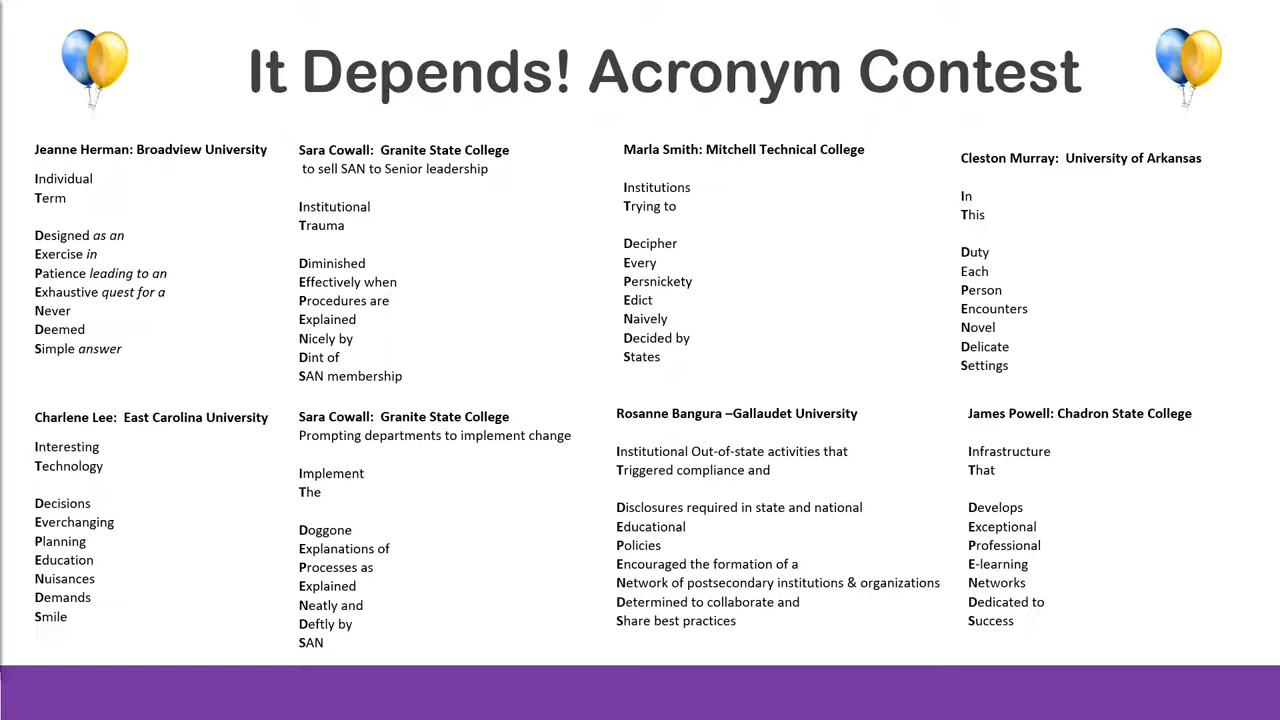 It Depends! Acronym Contest
Jeanne Herman: Broadview University
Individual
Term
Designed as an
Exercise in
Patience leading to an
Exhaustive quest for a
Never
Deemed
Simple answer
Sara Cowall: Granite State College
to sell SAN to Senior leadership
Institutional
Trauma
Diminished
Effectively when
Procedures are
Explained
Nicely by
Dint of
SAN membership
Marla Smith: Mitchell Technical College
Institutions
Trying to
Decipher
Every
Persnickety
Edict
Naively
Decided by
States
Cleston Murray: University of Arkansas
In
This
Duty
Each
Person
Encounters
Novel
Delicate
Settings
Charlene Lee: East Carolina University
Interesting
Technology
Decisions
Everchanging
Planning
Education
Nuisances
Demands
Smile
Sara Cowall: Granite State College
Prompting departments to implement change
Implement
The
Doggone
Explanations of
Processes as
Explained
Neatly and
Deftly by
SAN
Rosanne Bangura –Gallaudet University
Institutional Out-of-state activities that
Triggered compliance and
Disclosures required in state and national
Educational
Policies
Encouraged the formation of a
Network of postsecondary institutions & organizations
Determined to collaborate and
Share best practices
James Powell: Chadron State College
Infrastructure
That
Develops
Exceptional
Professional
E-learning
Networks
Dedicated to
Success